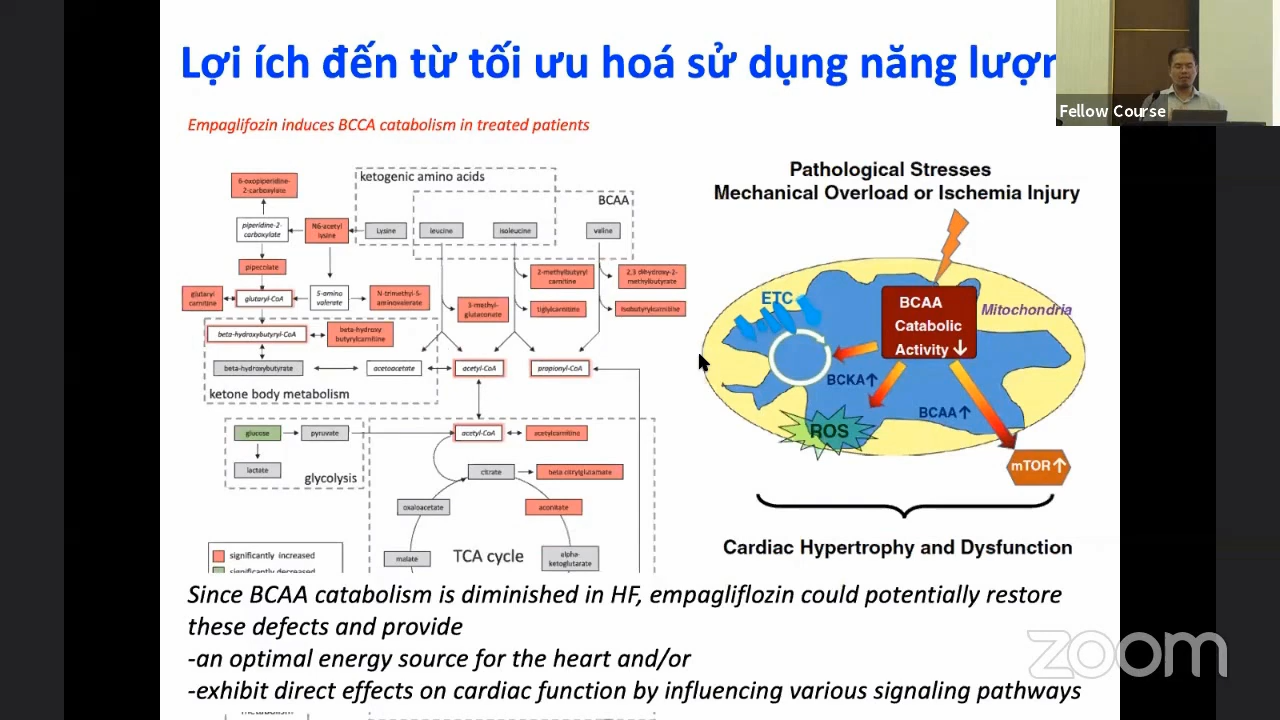 Lợi ích đến từ tối ưu hoá sử dụng năng lượn
Fellow Course
Empaglifozin induces BCCA catabolism in treated patients
6-oxopiperidine-
2-carboxylate
ketogenic amino acids
BCAA
piperidine-2-
carboxylate
N6-acetyl
lysine
Lysine
leucine
isoleucine
valine
pipecolate
2-methylbutyryl
carnitine
2,3 dihydroxy-2-
methylbutyrate
glutaryl
carnitine
glutaryl-CoA
5-amino
valerate
N-trimethyl-5-
aminovalerate
3-methyl-
glutaconate
tiglylcarnitine
isobutyrylcarnitine
beta-hydroxybutyryl-CoA
beta-hydroxy
butyrylcarnitine
beta-hydroxybutyrate
acetoacetate
acetyl-CoA
propionyl-CoA
ketone body metabolism
glucose
pyruvate
acetyl-CoA
acetylcarnitine
lactate
glycolysis
citrate
beta-citrylglutamate
oxaloacetate
aconitate
malate
TCA cycle
alpha-
ketoglutarate
significantly increased
significantly decreased
Pathological Stresses
Mechanical Overload or Ischemia Injury
ETC
BCAA
Catabolic
Activity ↓
Mitochondria
BCKA↑
BCAA↑
ROS
mTOR↑
Cardiac Hypertrophy and Dysfunction
Since BCAA catabolism is diminished in HF, empagliflozin could potentially restore
these defects and provide
-an optimal energy source for the heart and/or
-exhibit direct effects on cardiac function by influencing various signaling pathways
zoom